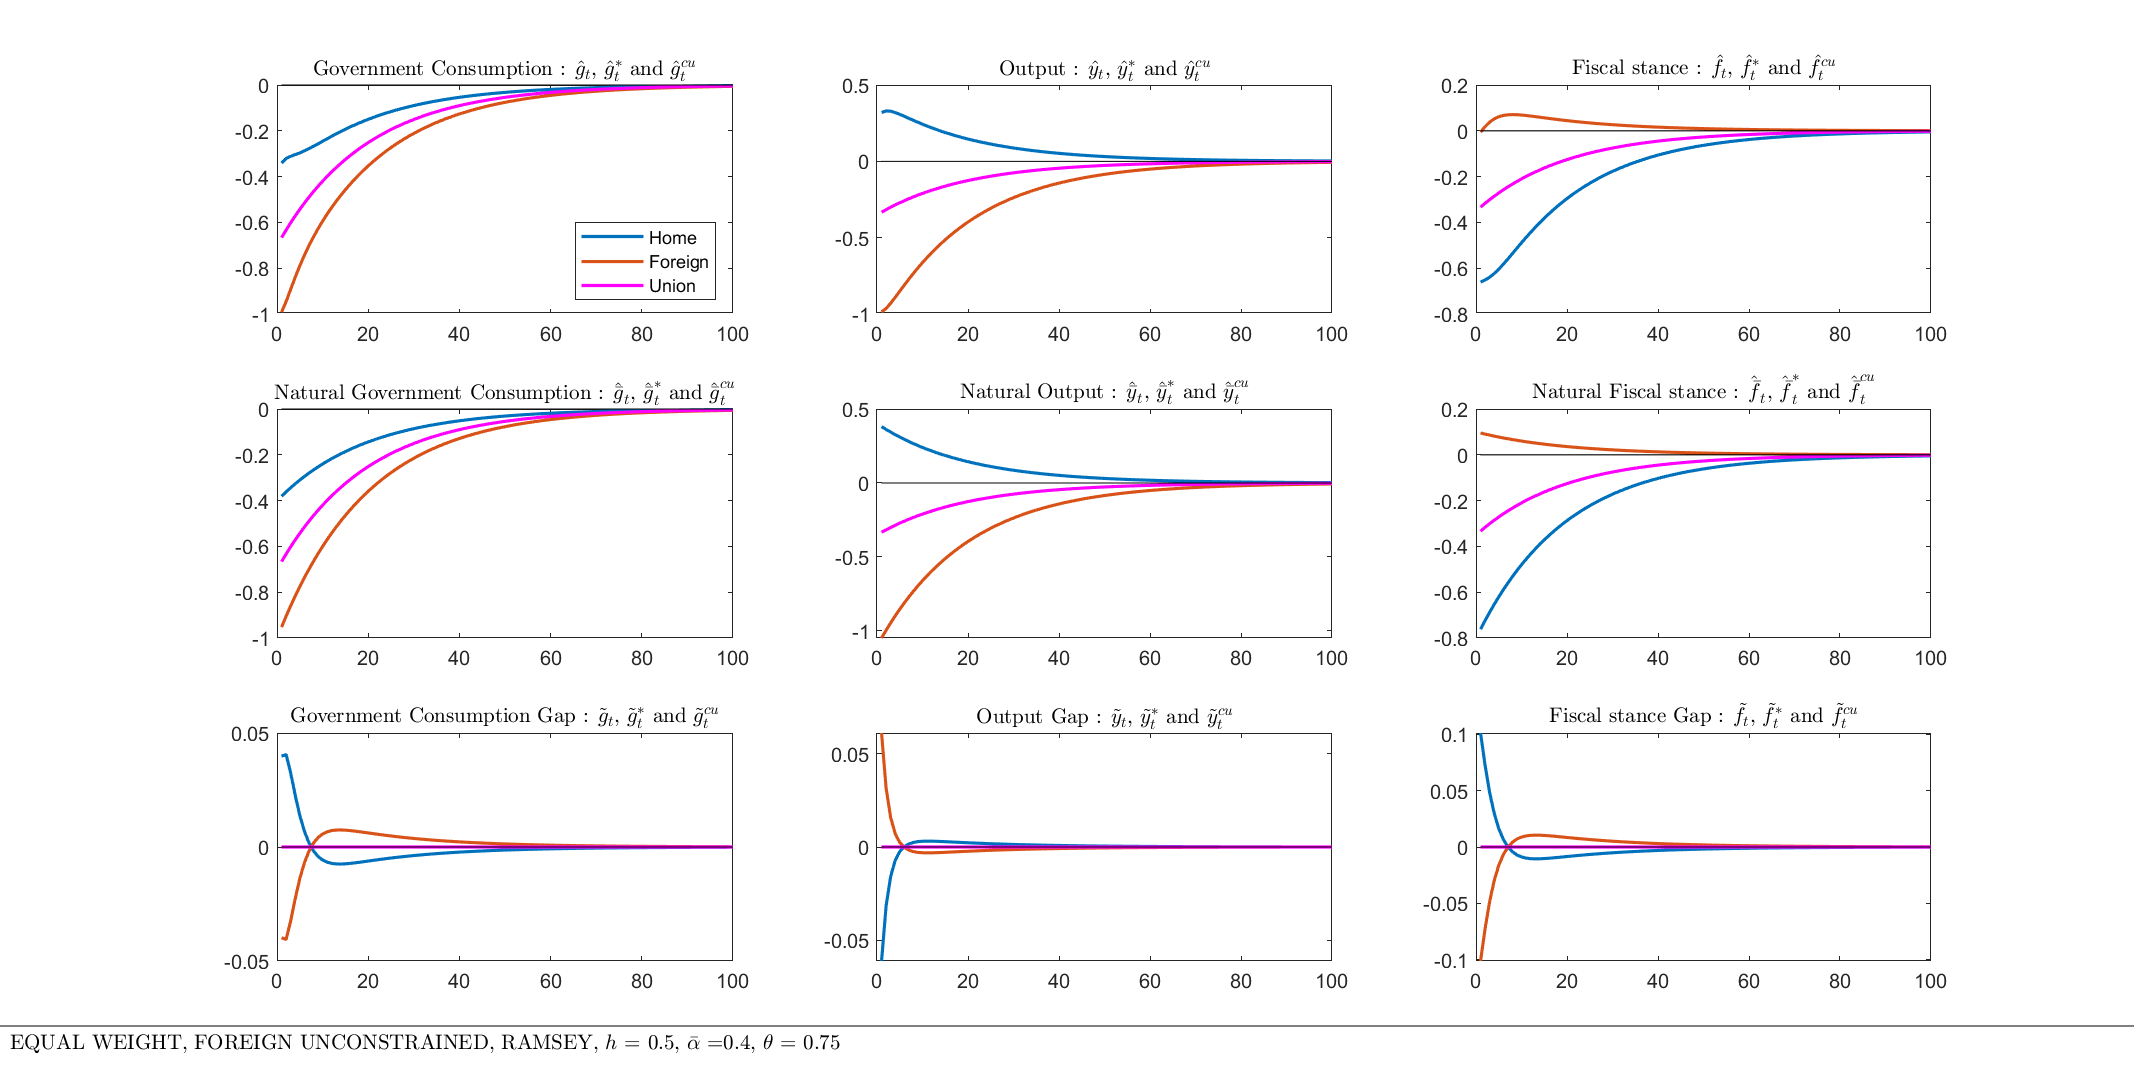 Government Consumption : ĝₜ, ĝₜ* and ĝₜᶜᵘ
0
-0.2
-0.4
-0.6
-0.8
-1
0 20 40 60 80 100
Home
Foreign
Union
Output : ŷₜ, ŷₜ* and ŷₜᶜᵘ
0.5
0
-0.5
-1
0 20 40 60 80 100
Fiscal stance : f̂ₜ, f̂ₜ* and f̂ₜᶜᵘ
0.2
0
-0.2
-0.4
-0.6
-0.8
0 20 40 60 80 100
Natural Government Consumption : ĝ̄ₜ, ĝ̄ₜ* and ĝ̄ₜᶜᵘ
0
-0.2
-0.4
-0.6
-0.8
-1
0 20 40 60 80 100
Natural Output : ŷ̄ₜ, ŷ̄ₜ* and ŷ̄ₜᶜᵘ
0.5
0
-0.5
-1
0 20 40 60 80 100
Natural Fiscal stance : f̄̂ₜ, f̄̂ₜ* and f̄̂ₜᶜᵘ
0.2
0
-0.2
-0.4
-0.6
-0.8
0 20 40 60 80 100
Government Consumption Gap : g̃ₜ, g̃ₜ* and g̃ₜᶜᵘ
0.05
0
-0.05
0 20 40 60 80 100
Output Gap : ỹₜ, ỹₜ* and ỹₜᶜᵘ
0.05
0
-0.05
0 20 40 60 80 100
Fiscal stance Gap : f̃ₜ, f̃ₜ* and f̃ₜᶜᵘ
0.1
0.05
0
-0.05
-0.1
0 20 40 60 80 100
EQUAL WEIGHT, FOREIGN UNCONSTRAINED, RAMSEY, h = 0.5, ᾱ =0.4, θ = 0.75